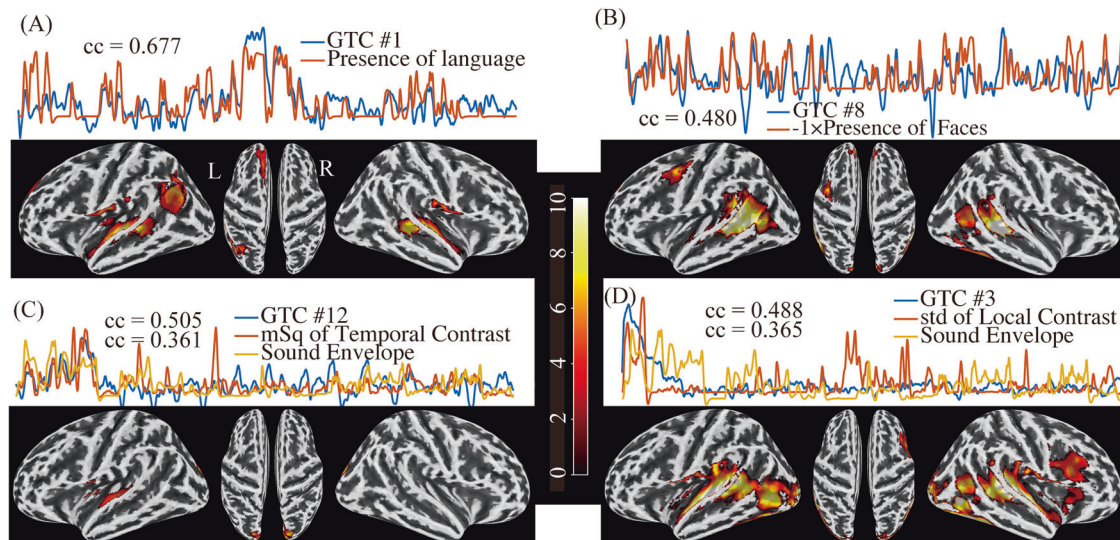 (A)
cc = 0.677
GTC #1
Presence of language
L
R
(B)
cc = 0.480
GTC #8
-1×Presence of Faces
10
8
6
4
2
0
(C)
cc = 0.505
cc = 0.361
GTC #12
mSq of Temporal Contrast
Sound Envelope
(D)
cc = 0.488
cc = 0.365
GTC #3
std of Local Contrast
Sound Envelope